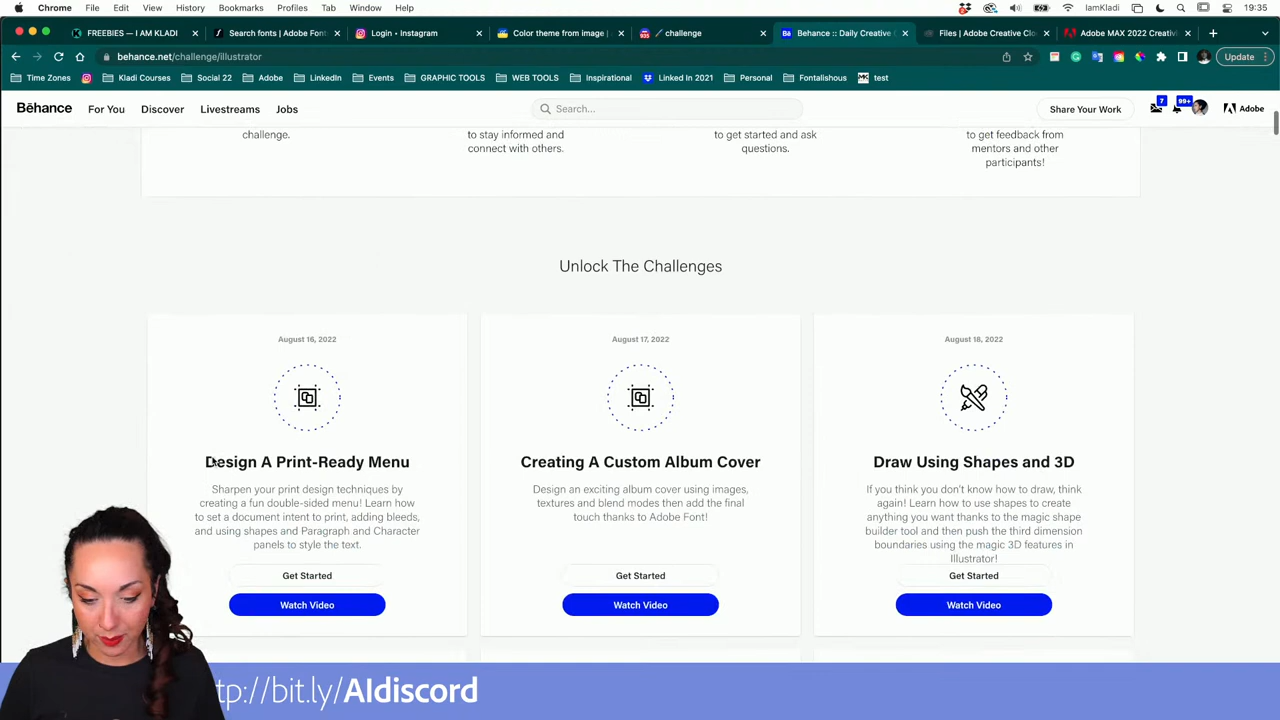 Chrome File Edit View History Bookmarks Profiles Tab Window Help IamKladi 19:35
FREEBIES — I AM KLADI Search fonts | Adobe Font Login • Instagram Color theme from image | challenge Behance :: Daily Creative C Files | Adobe Creative Clo Adobe MAX 2022 Creativi
behance.net/challenge/illustrator Update
Time Zones Kladi Courses Social 22 Adobe LinkedIn Events GRAPHIC TOOLS WEB TOOLS Inspirational Linked In 2021 Personal Fontalishous test
Bēhance For You Discover Livestreams Jobs Search... Share Your Work 7 99+ Adobe
challenge.
to stay informed and
connect with others.
to get started and ask
questions.
to get feedback from
mentors and other
participants!
Unlock The Challenges
August 16, 2022
Design A Print-Ready Menu
Sharpen your print design techniques by
creating a fun double-sided menu! Learn how
to set a document intent to print, adding bleeds,
and using shapes and Paragraph and Character
panels to style the text.
Get Started
Watch Video
August 17, 2022
Creating A Custom Album Cover
Design an exciting album cover using images,
textures and blend modes then add the final
touch thanks to Adobe Font!
Get Started
Watch Video
August 18, 2022
Draw Using Shapes and 3D
If you think you don't know how to draw, think
again! Learn how to use shapes to create
anything you want thanks to the magic shape
builder tool and then push the third dimension
boundaries using the magic 3D features in
Illustrator!
Get Started
Watch Video
tp://bit.ly/AIdiscord